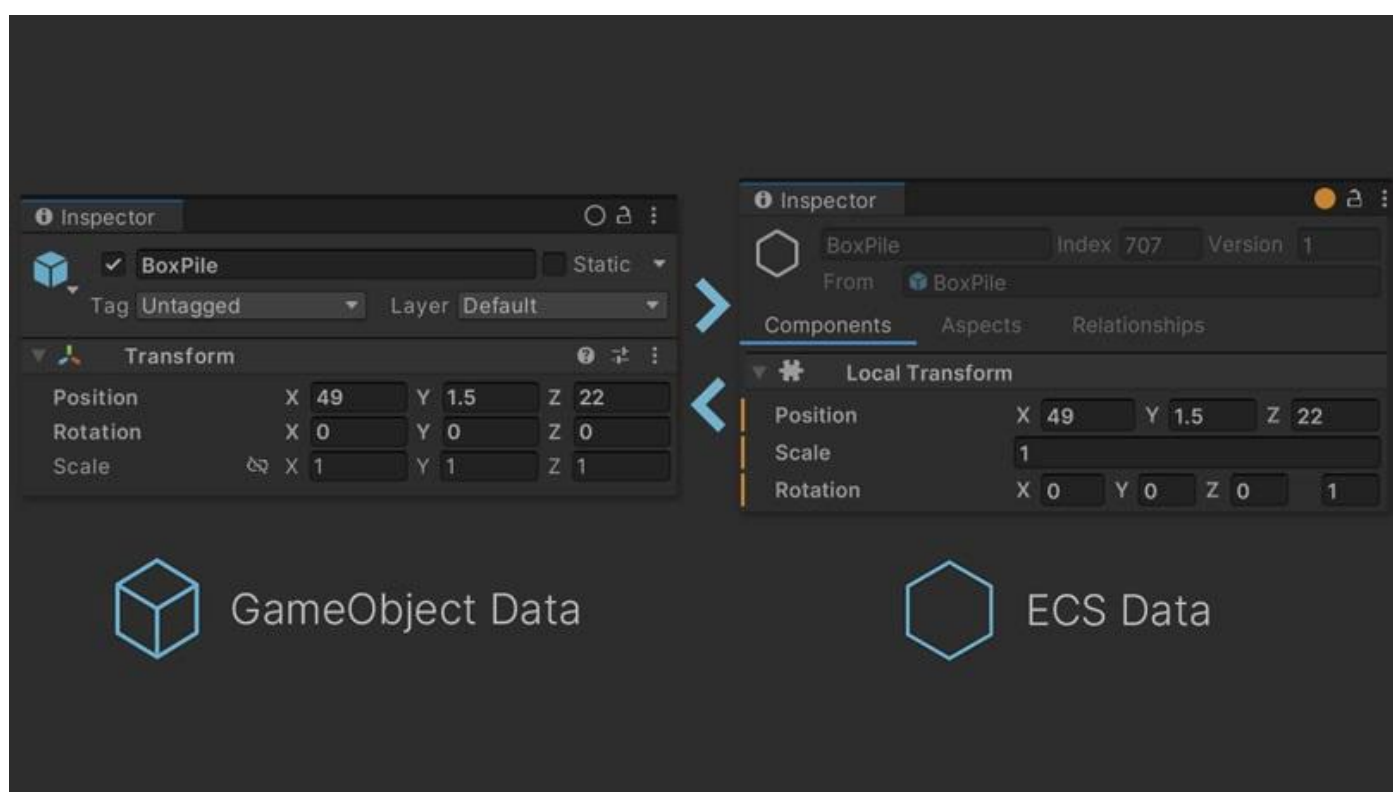 Inspector
BoxPile Static
Tag Untagged Layer Default
Transform
Position X 49 Y 1.5 Z 22
Rotation X 0 Y 0 Z 0
Scale X 1 Y 1 Z 1
GameObject Data
Inspector
BoxPile Index 707 Version 1
From BoxPile
Components Aspects Relationships
Local Transform
Position X 49 Y 1.5 Z 22
Scale 1
Rotation X 0 Y 0 Z 0 1
ECS Data